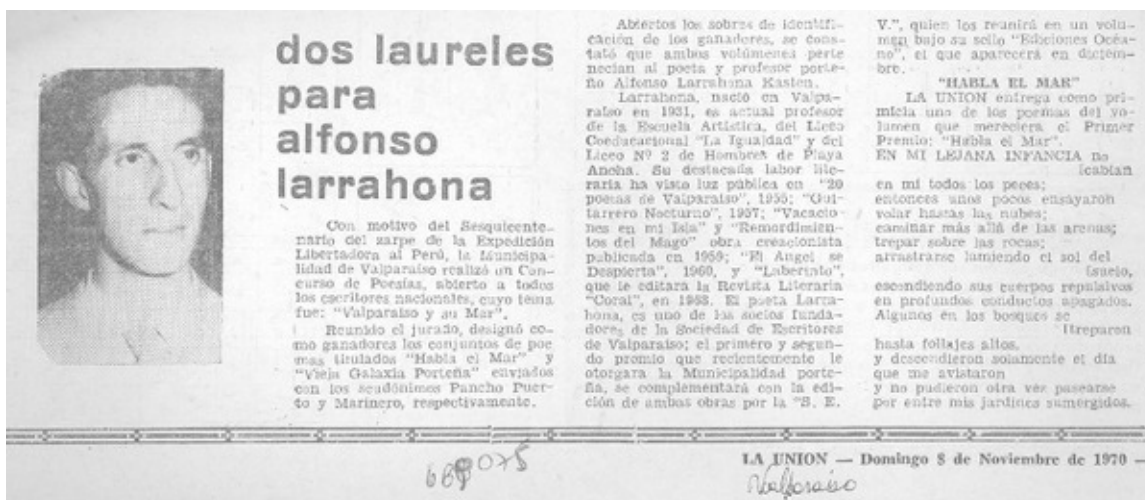 dos laureles
para
alfonso
larrahona
Con motivo del Sesquicente-
nario del zarpe de la Expedición
Libertadora al Perú, la Municipa-
lidad de Valparaíso realizó un Con-
curso de Poesías, abierto a todos
los escritores nacionales, cuyo tema
fue: "Valparaíso y su Mar".
Reunido el jurado, designó co-
mo ganadores los conjuntos de poe
mas titulados "Habla el Mar" y
"Vieja Galaxia Porteña" enviados
con los seudónimos Pancho Puer-
to y Marinero, respectivamente.
Abiertos los sobres de identifi-
cación de los ganadores, se cons-
tató que ambos volúmenes perte
necían al poeta y profesor porte-
ño Alfonso Larrahona Kasten.
Larrahona, nació en Valpa-
raíso en 1931, es actual profesor
de la Escuela Artística, del Liceo
Coeducacional "La Igualdad" y del
Liceo Nº 2 de Hombres de Playa
Ancha. Su destacada labor lite-
raria ha visto luz pública en "20
poemas de Valparaíso", 1955; "Gui-
tarrero Nocturno", 1957; "Vacacio-
nes en mi Isla" y "Remordimien-
tos del Mago" obra creacionista
publicada en 1959; "El Angel se
Despierta", 1960, y "Laberinto",
que le editará la Revista Literaria
"Coral", en 1968. El poeta Larra-
hona, es uno de los socios funda-
dores de la Sociedad de Escritores
de Valparaíso; el primero y segun-
do premio que recientemente le
otorgara la Municipalidad porte-
ña, se complementará con la edi-
ción de ambas obras por la "S. E.
V.", quien los reunirá en un volu-
men bajo su sello "Ediciones Océa-
no", el que aparecerá en diciem-
bre.
"HABLA EL MAR"
LA UNION entrega como pri-
micia uno de los poemas del vo-
lumen que mereciera el Primer
Premio: "Habla el Mar".
EN MI LEJANA INFANCIA no
[cabían
en mí todos los peces;
entonces unos pocos ensayaron
volar hastas las nubes;
caminar más allá de las arenas;
trepar sobre las rocas;
arrastrarse lamiendo el sol del
[suelo,
escondiendo sus cuerpos repulsivos
en profundos conductos apagados.
Algunos en los bosques se
[treparon
hasta follajes altos.
y descendieron solamente el día
que me avistaron
y no pudieron otra vez pasearse
por entre mis jardines sumergidos.
LA UNION — Domingo 8 de Noviembre de 1970 —
Valparaíso